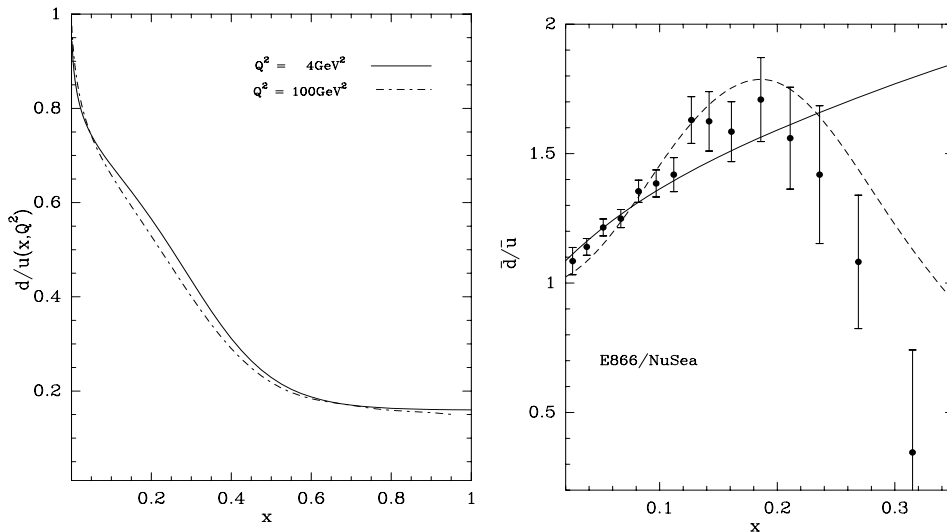 1
0.8
0.6
0.4
0.2
0.2
0.4
0.6
0.8
1
x
d/u(x,Q²)
Q² = 4GeV²
Q² = 100GeV²
2
1.5
1
0.5
0.1
0.2
0.3
x
d̄/ū
E866/NuSea